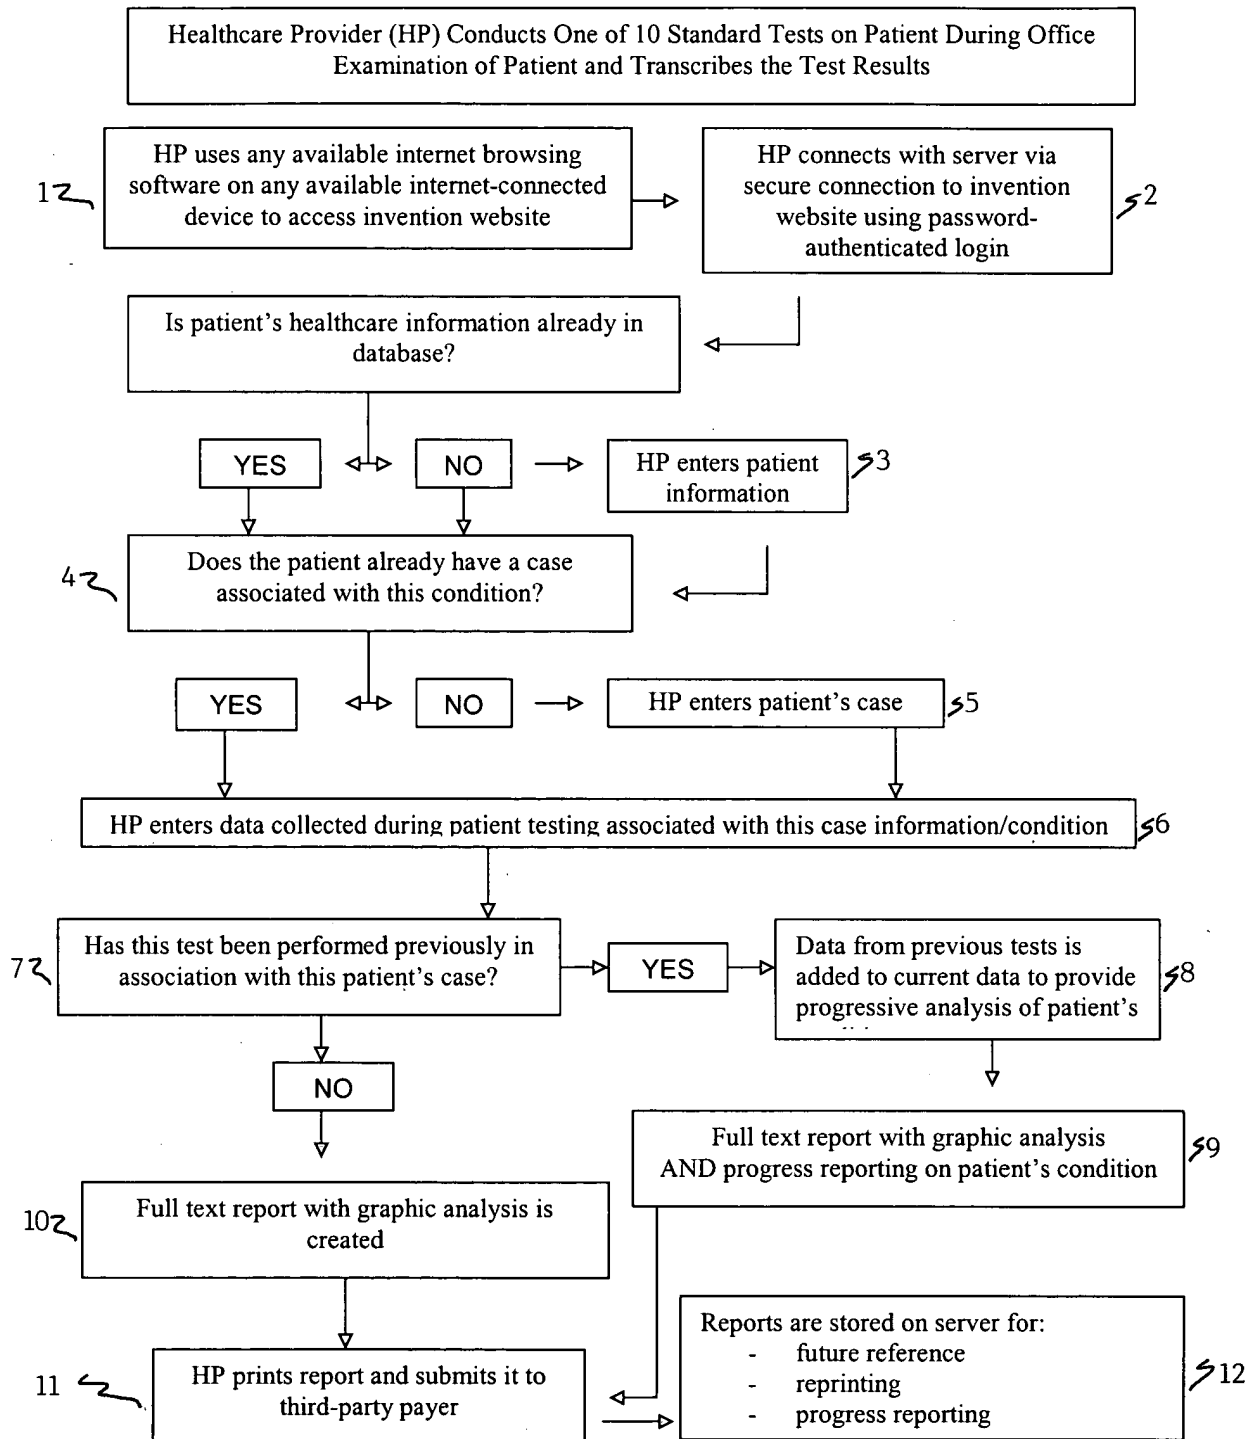 Healthcare Provider (HP) Conducts One of 10 Standard Tests on Patient During Office
Examination of Patient and Transcribes the Test Results
1
HP uses any available internet browsing
software on any available internet-connected
device to access invention website
HP connects with server via
secure connection to invention
website using password-
authenticated login
2
Is patient's healthcare information already in
database?
YES
NO
HP enters patient
information
3
4
Does the patient already have a case
associated with this condition?
YES
NO
HP enters patient's case
5
HP enters data collected during patient testing associated with this case information/condition
6
7
Has this test been performed previously in
association with this patient's case?
YES
Data from previous tests is
added to current data to provide
progressive analysis of patient's
8
NO
Full text report with graphic analysis
AND progress reporting on patient's condition
9
10
Full text report with graphic analysis is
created
11
HP prints report and submits it to
third-party payer
Reports are stored on server for:
- future reference
- reprinting
- progress reporting
12